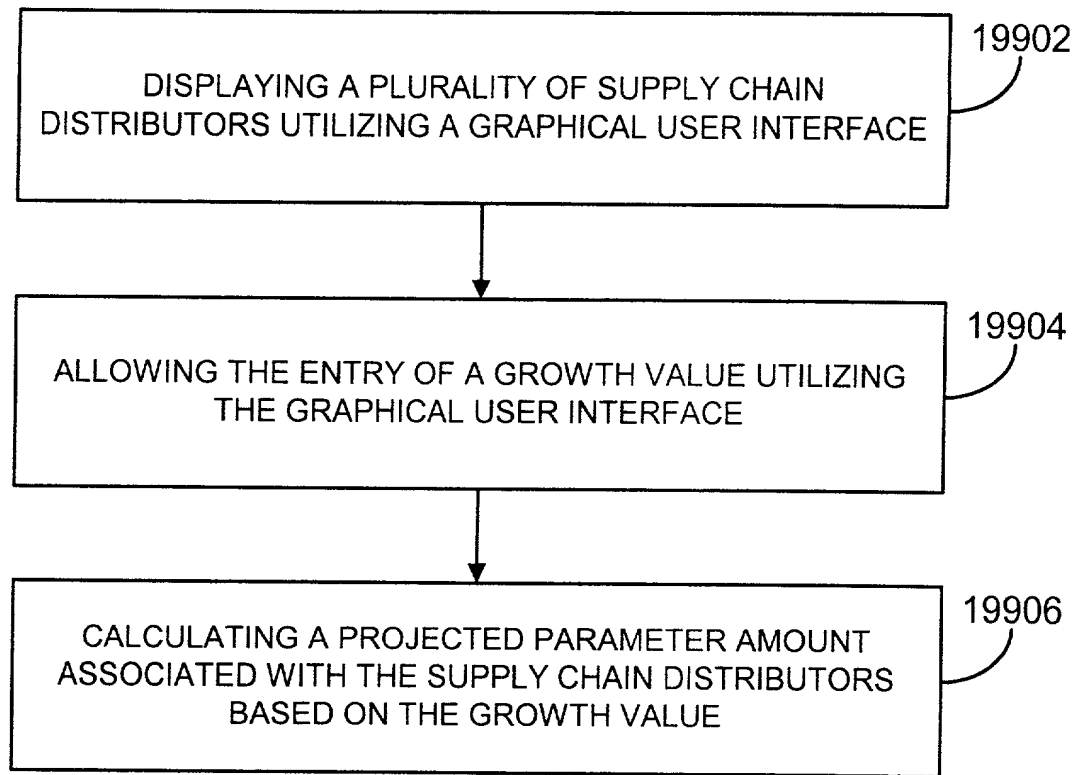 19902
DISPLAYING A PLURALITY OF SUPPLY CHAIN
DISTRIBUTORS UTILIZING A GRAPHICAL USER INTERFACE
19904
ALLOWING THE ENTRY OF A GROWTH VALUE UTILIZING
THE GRAPHICAL USER INTERFACE
19906
CALCULATING A PROJECTED PARAMETER AMOUNT
ASSOCIATED WITH THE SUPPLY CHAIN DISTRIBUTORS
BASED ON THE GROWTH VALUE